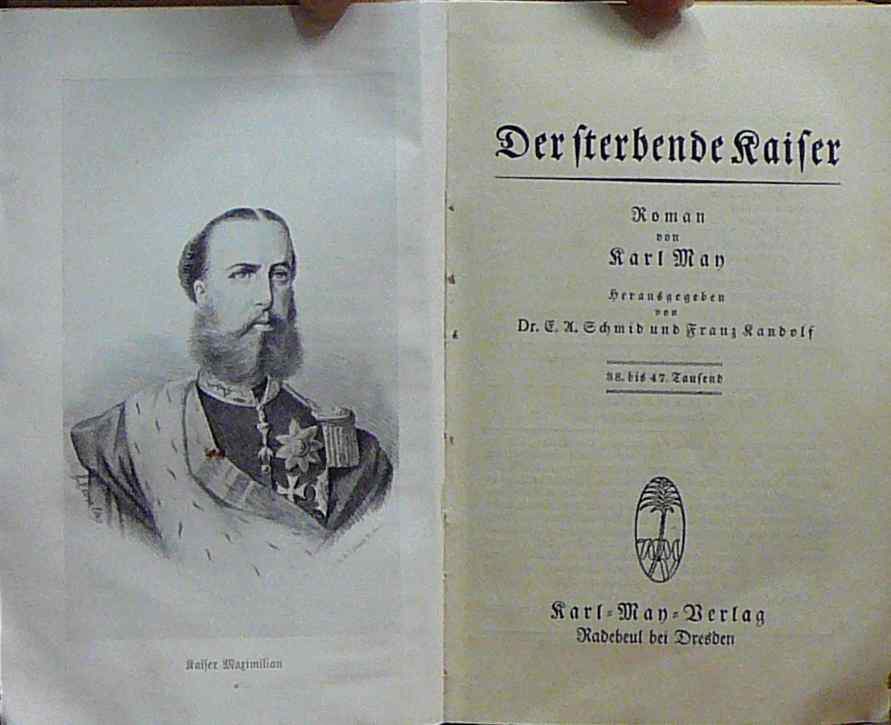 Kaiser Maximilian
Der sterbende Kaiser
Roman
von
Karl May
Herausgegeben
von
Dr. E. A. Schmid und Franz Kandolf
38. bis 47. Tausend
Karl-May-Verlag
Radebeul bei Dresden